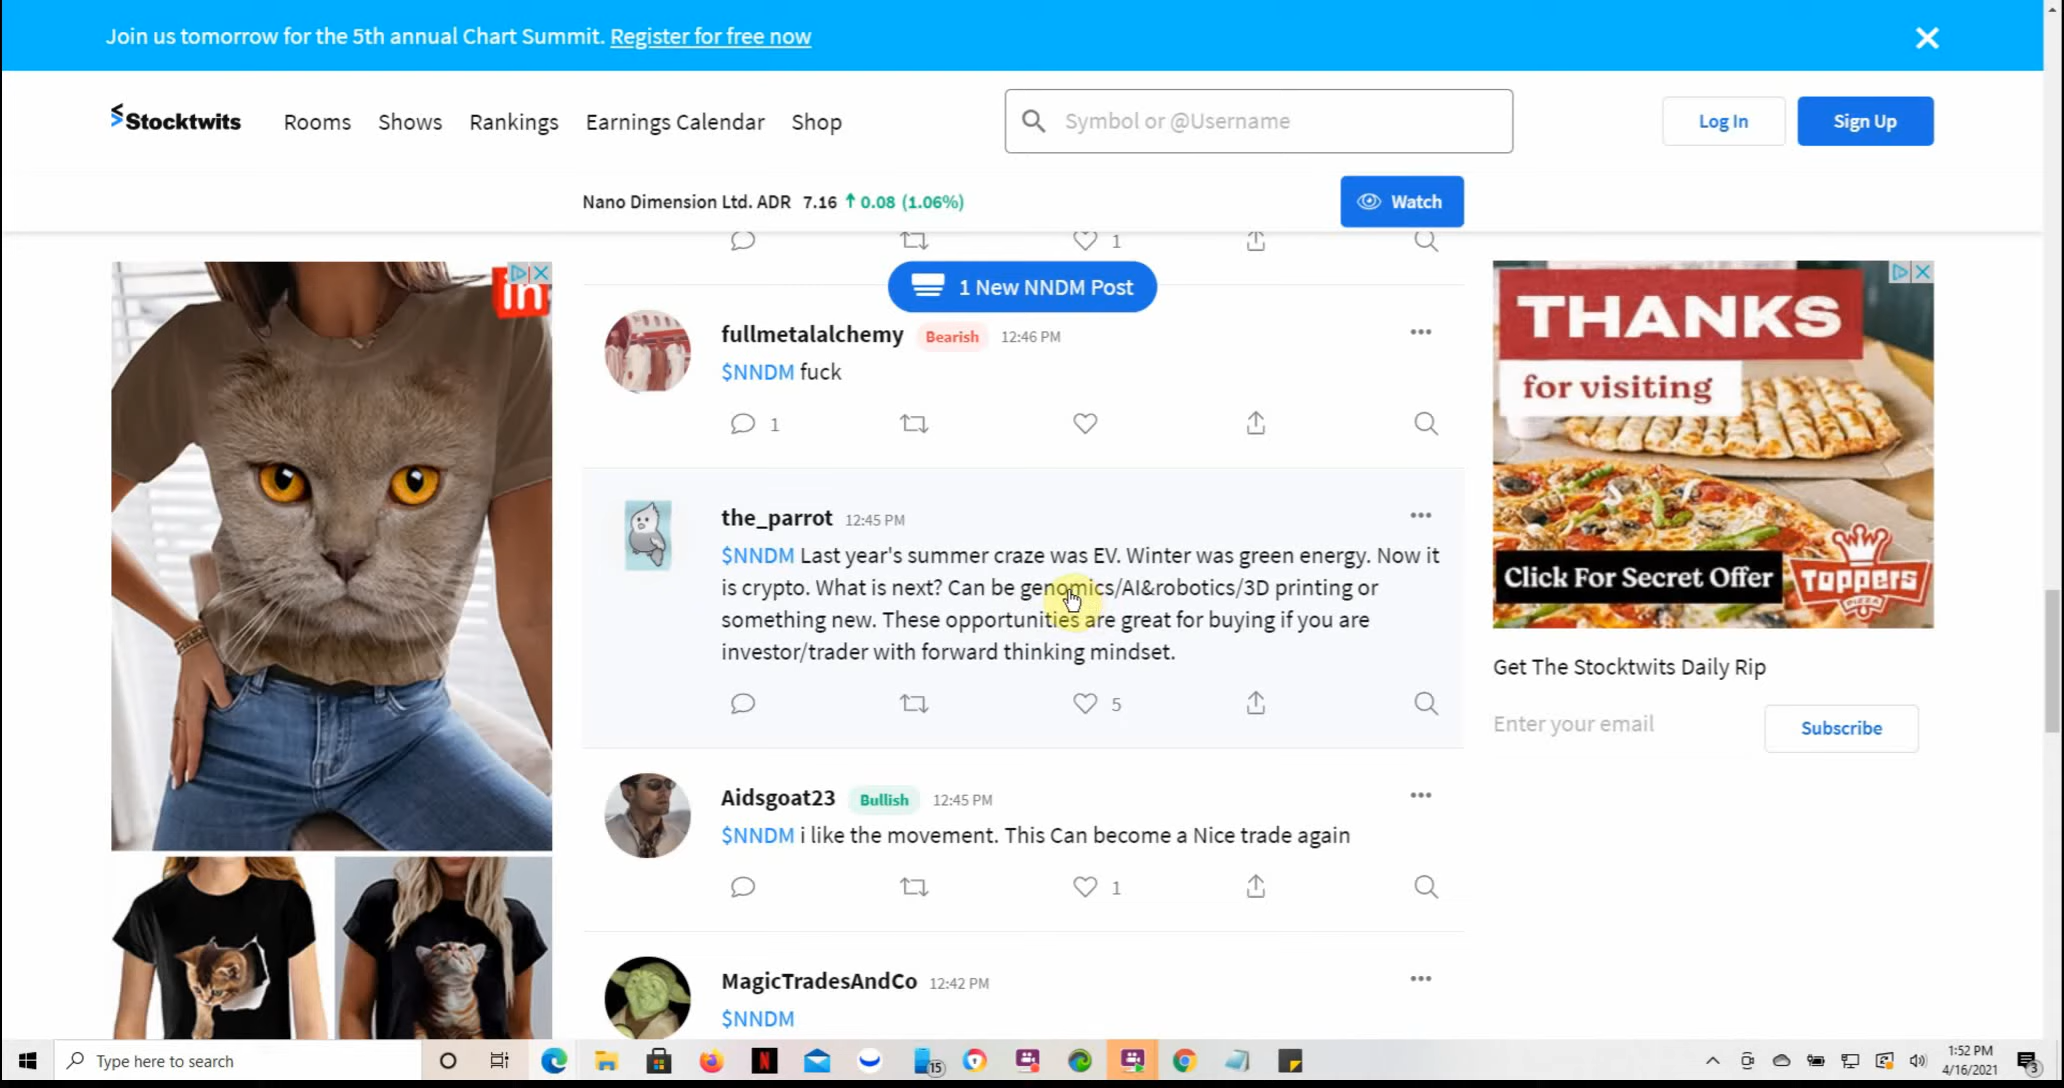 Join us tomorrow for the 5th annual Chart Summit. Register for free now
Stocktwits Rooms Shows Rankings Earnings Calendar Shop
Symbol or @Username
Log In Sign Up
Nano Dimension Ltd. ADR 7.16 ↑ 0.08 (1.06%)
Watch
1
1 New NNDM Post
fullmetalalchemy Bearish 12:46 PM
$NNDM fuck
1
the_parrot 12:45 PM
$NNDM Last year's summer craze was EV. Winter was green energy. Now it
is crypto. What is next? Can be genomics/AI&robotics/3D printing or
something new. These opportunities are great for buying if you are
investor/trader with forward thinking mindset.
5
Aidsgoat23 Bullish 12:45 PM
$NNDM i like the movement. This Can become a Nice trade again
1
MagicTradesAndCo 12:42 PM
$NNDM
in
THANKS
for visiting
Click For Secret Offer
TOPPERS
PIZZA
Get The Stocktwits Daily Rip
Enter your email
Subscribe
Type here to search
15
1:52 PM
4/16/2021
3